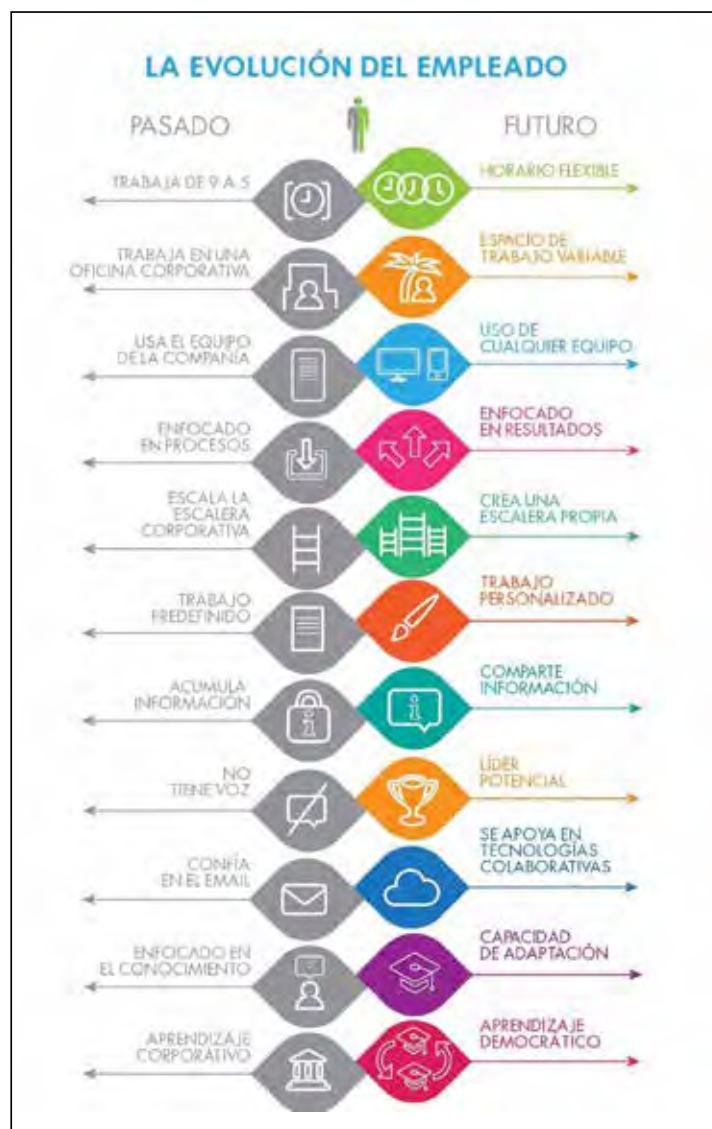 LA EVOLUCIÓN DEL EMPLEADO
PASADO
FUTURO
TRABAJA DE 9 A 5
HORARIO FLEXIBLE
TRABAJA EN UNA
OFICINA CORPORATIVA
ESPACIO DE
TRABAJO VARIABLE
USA EL EQUIPO
DE LA COMPAÑÍA
USO DE
CUALQUIER EQUIPO
ENFOCADO
EN PROCESOS
ENFOCADO
EN RESULTADOS
ESCALA LA
ESCALERA
CORPORATIVA
CREA UNA
ESCALERA PROPIA
TRABAJO
PREDEFINIDO
TRABAJO
PERSONALIZADO
ACUMULA
INFORMACIÓN
COMPARTE
INFORMACIÓN
NO
TIENE VOZ
LÍDER
POTENCIAL
CONFÍA
EN EL EMAIL
SE APOYA EN
TECNOLOGÍAS
COLABORATIVAS
ENFOCADO EN
EL CONOCIMIENTO
CAPACIDAD
DE ADAPTACIÓN
APRENDIZAJE
CORPORATIVO
APRENDIZAJE
DEMOCRÁTICO